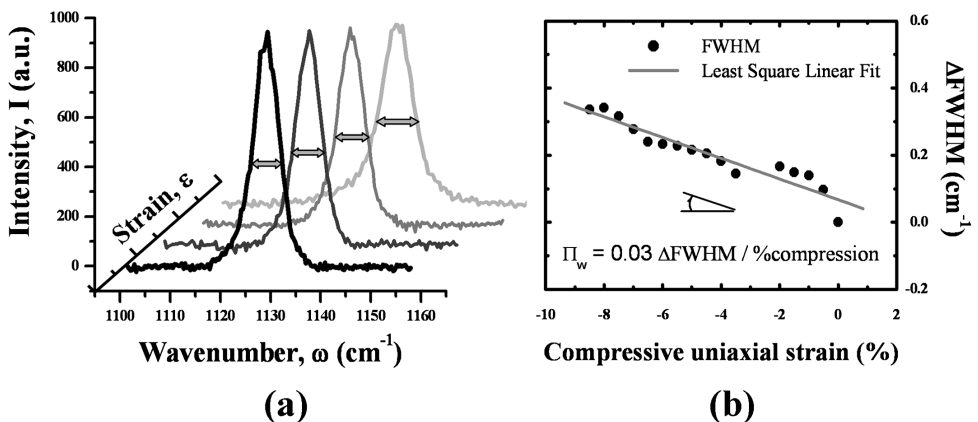 Intensity, I (a.u.)
1000
800
600
400
200
0
Strain, ε
1100 1110 1120 1130 1140 1150 1160
Wavenumber, ω (cm⁻¹)
(a)
FWHM
Least Square Linear Fit
Π_w = 0.03 ΔFWHM / %compression
0.6
0.4
0.2
0.0
-0.2
ΔFWHM (cm⁻¹)
-10 -8 -6 -4 -2 0 2
Compressive uniaxial strain (%)
(b)